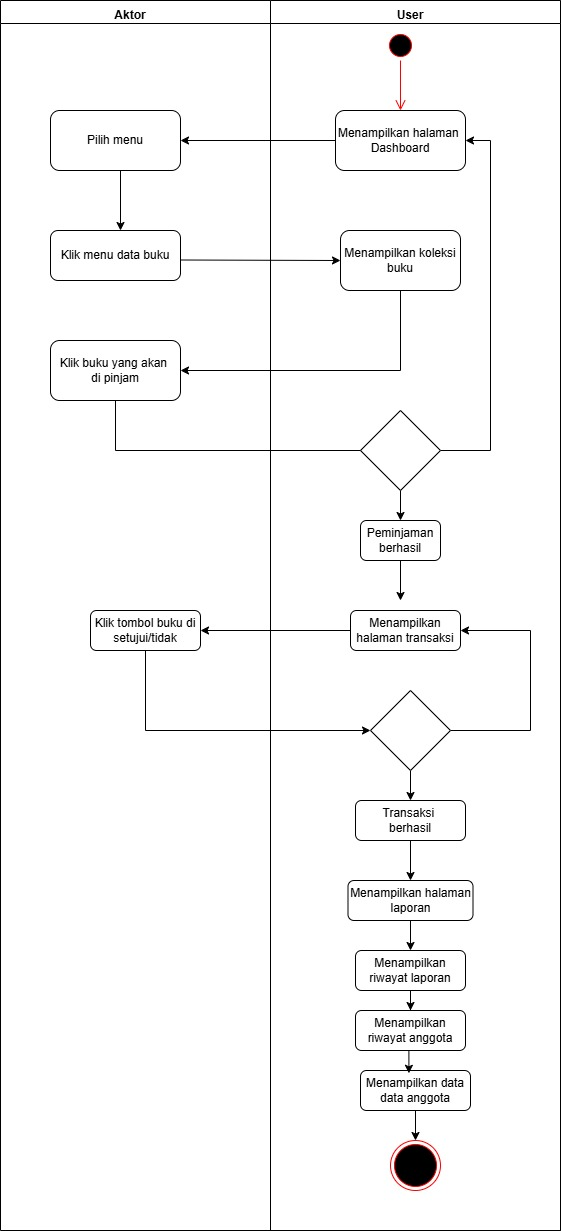 Aktor
User
Menampilkan halaman
Dashboard
Pilih menu
Klik menu data buku
Menampilkan koleksi
buku
Klik buku yang akan
di pinjam
Peminjaman
berhasil
Klik tombol buku di
setujui/tidak
Menampilkan
halaman transaksi
Transaksi
berhasil
Menampilkan halaman
laporan
Menampilkan
riwayat laporan
Menampilkan
riwayat anggota
Menampilkan data
data anggota